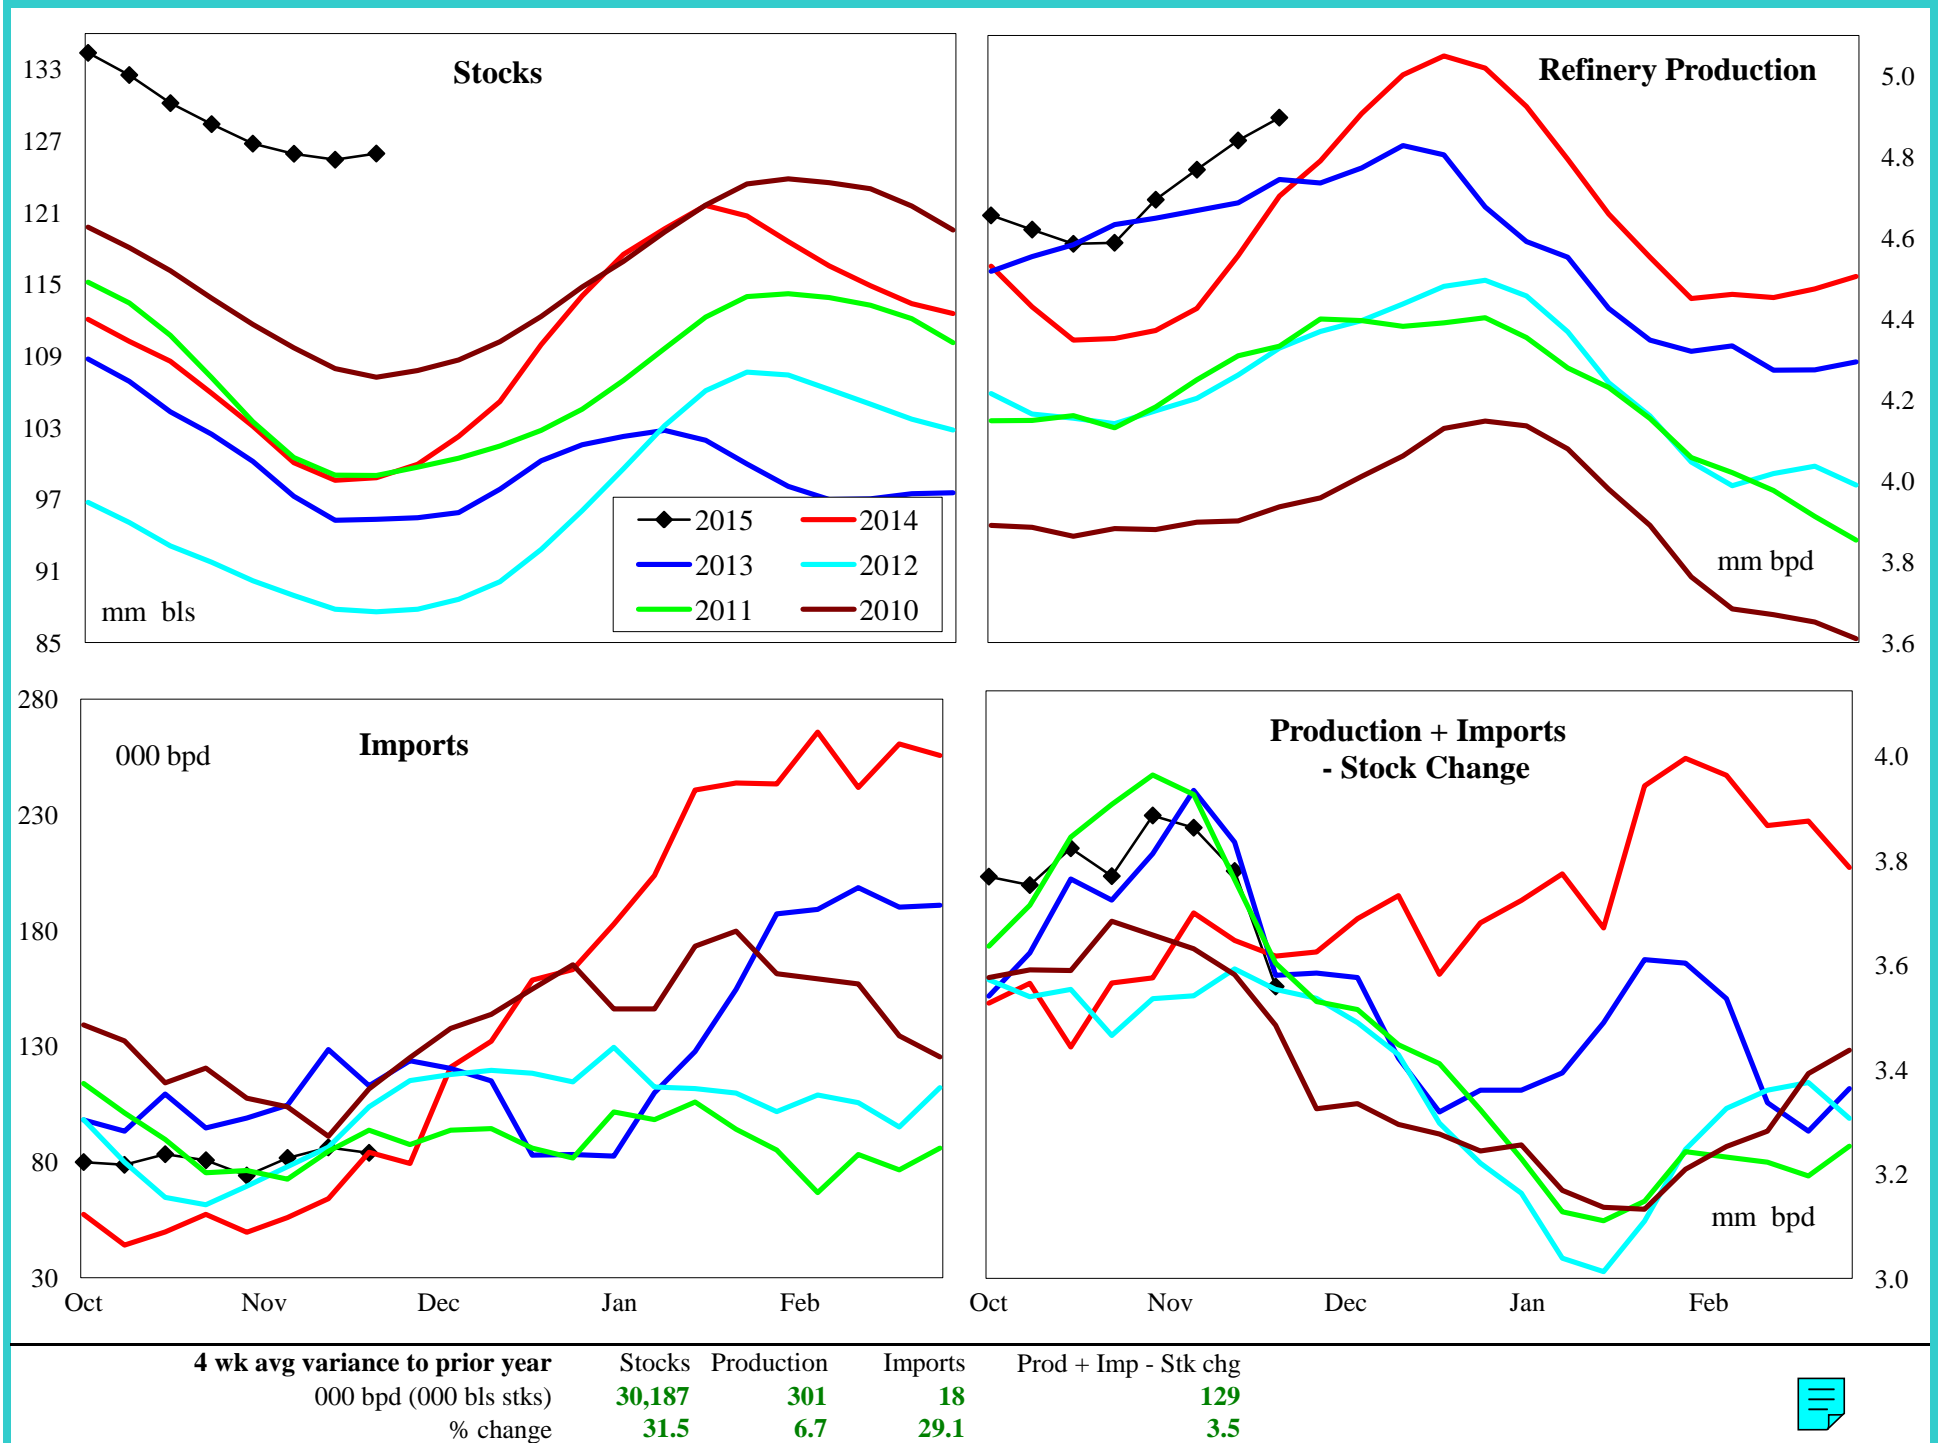 Stocks
133
127
121
115
109
103
97
91
85
mm bls
2015
2014
2013
2012
2011
2010
Refinery Production
5.0
4.8
4.6
4.4
4.2
4.0
3.8
3.6
mm bpd
Imports
000 bpd
280
230
180
130
80
30
Oct Nov Dec Jan Feb
Production + Imports
- Stock Change
4.0
3.8
3.6
3.4
3.2
3.0
mm bpd
Oct Nov Dec Jan Feb
4 wk avg variance to prior year Stocks Production Imports Prod + Imp - Stk chg
000 bpd (000 bls stks) 30,187 301 18 129
% change 31.5 6.7 29.1 3.5